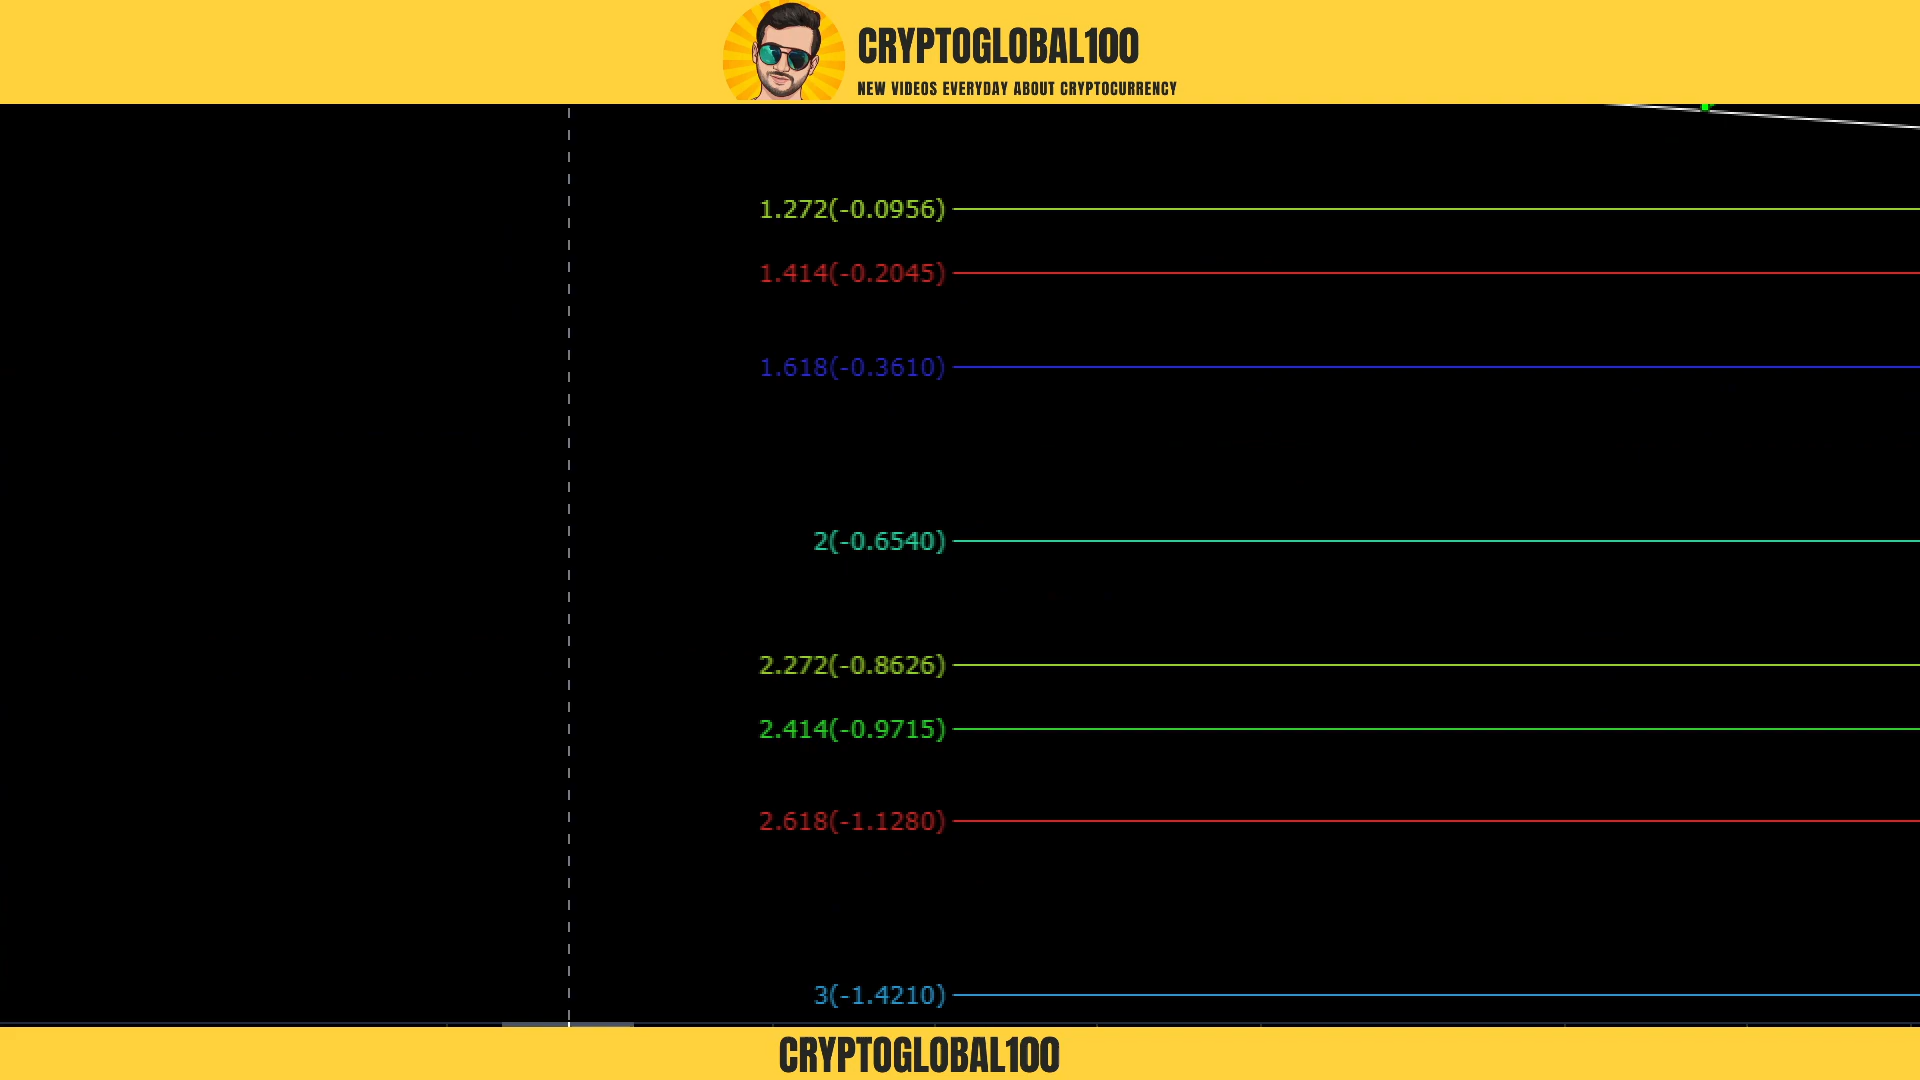 CRYPTOGLOBAL100
NEW VIDEOS EVERYDAY ABOUT CRYPTOCURRENCY
1.272(-0.0956)
1.414(-0.2045)
1.618(-0.3610)
2(-0.6540)
2.272(-0.8626)
2.414(-0.9715)
2.618(-1.1280)
3(-1.4210)
CRYPTOGLOBAL100